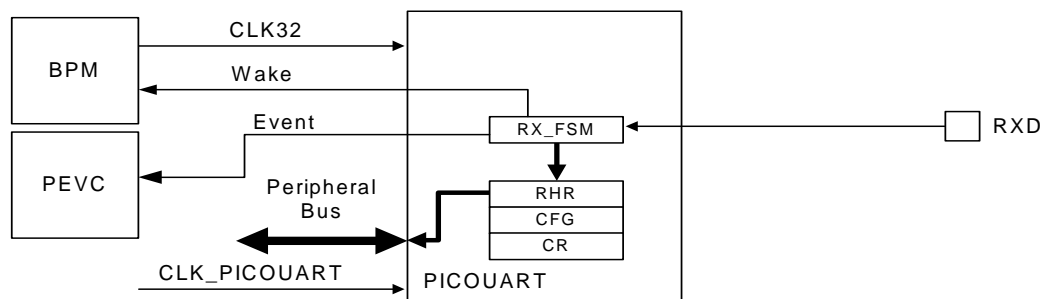 CLK32
BPM
Wake
Event
RX_FSM
RXD
PEVC
Peripheral
Bus
RHR
CFG
CR
CLK_PICOUART
PICOUART